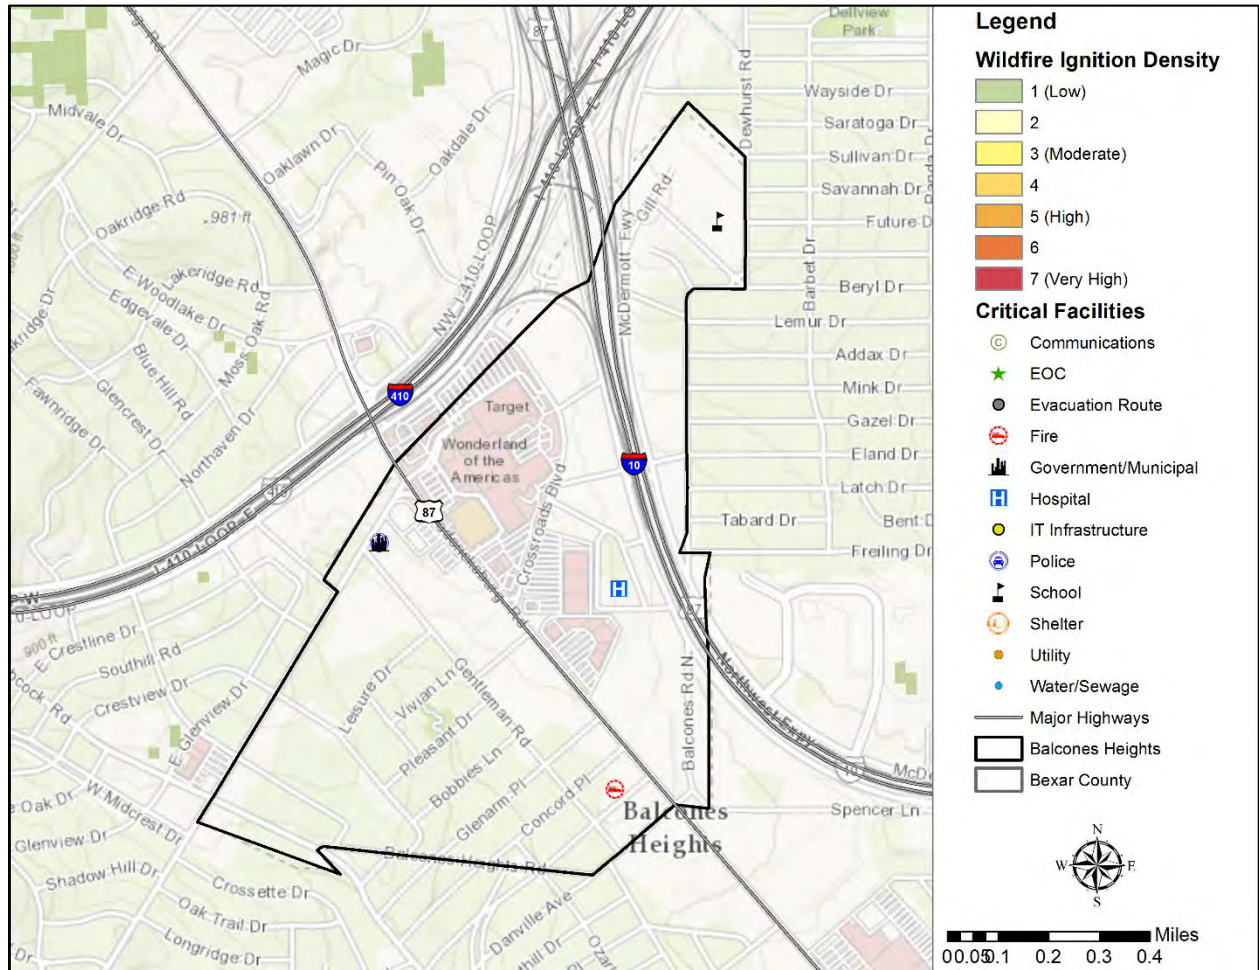 Legend
Wildfire Ignition Density
1 (Low)
2
3 (Moderate)
4
5 (High)
6
7 (Very High)
Critical Facilities
Communications
EOC
Evacuation Route
Fire
Government/Municipal
Hospital
IT Infrastructure
Police
School
Shelter
Utility
Water/Sewage
Major Highways
Balcones Heights
Bexar County
N
W
E
S
Miles
0
0.05
0.1
0.2
0.3
0.4
87
I-410-LOOP-E
Dellview
Park
Magic Dr
Midvale Dr
Oaklawn Dr
Oakdale Dr
Pin Oak Dr
Oakridge Rd
981 ft
Lakeridge Rd
E Woodlake Dr
Edgevale Dr
Moss Oak Rd
Blue Hill Rd
Glencrest Dr
Fawnridge Dr
Northaven Dr
NW I-410-LOOP
McDermott Fwy
Gill Rd
Dewhurst Rd
Wayside Dr
Saratoga Dr
Sullivan Dr
Savannah Dr
Future D
Barbet Dr
Beryl Dr
Lemur Dr
Addax Dr
Mink Dr
Gazel Dr
Eland Dr
Latch Dr
Tabard Dr
Bent D
Freiling Dr
410
Target
Wonderland
of the
Americas
10
87
Crossroads Blvd
I-410-LOOP-E
H
900 ft
E Crestline Dr
Southill Rd
Crestview Dr
E Glenview Dr
W Midcrest Dr
Glenview Dr
Shadow Hill Dr
Crossette Dr
Oak Trail Dr
Longridge Dr
Leisure Dr
Vivian Ln
Gentleman Rd
Pleasant Dr
Bobbies Ln
Glenarm Pl
Concord Pl
Balcones Heights Rd
Balcones
Heights
Balcones Rd N
Northwest Expy
Spencer Ln
Danville Ave